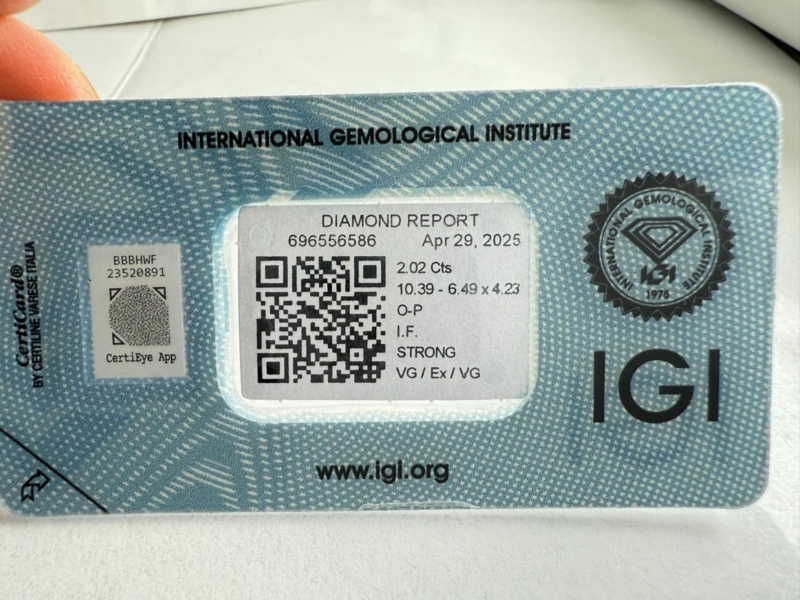 INTERNATIONAL GEMOLOGICAL INSTITUTE
CertiCard®
BY CERTILINE VARESE ITALIA
BBBHWF
23520891
CertiEye App
DIAMOND REPORT
696556586 Apr 29, 2025
2.02 Cts
10.39 - 6.49 x 4.23
O-P
I.F.
STRONG
VG / Ex / VG
INTERNATIONAL GEMOLOGICAL INSTITUTE
IGI
1975
IGI
www.igi.org